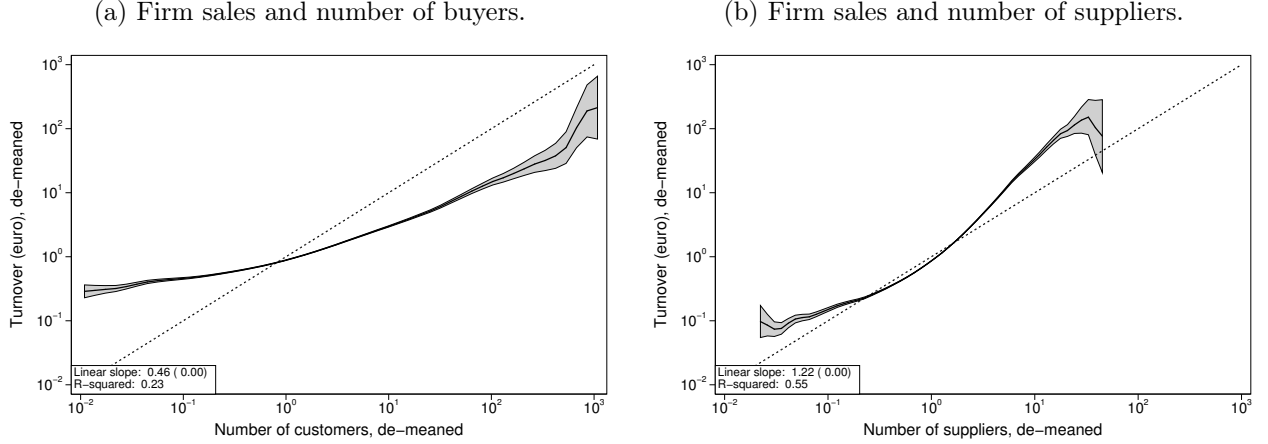 (a) Firm sales and number of buyers.
Turnover (euro), de−meaned
10³
10²
10¹
10⁰
10⁻¹
10⁻²
Linear slope: 0.46 ( 0.00)
R−squared: 0.23
10⁻² 10⁻¹ 10⁰ 10¹ 10² 10³
Number of customers, de−meaned
(b) Firm sales and number of suppliers.
Turnover (euro), de−meaned
10³
10²
10¹
10⁰
10⁻¹
10⁻²
Linear slope: 1.22 ( 0.00)
R−squared: 0.55
10⁻² 10⁻¹ 10⁰ 10¹ 10² 10³
Number of suppliers, de−meaned